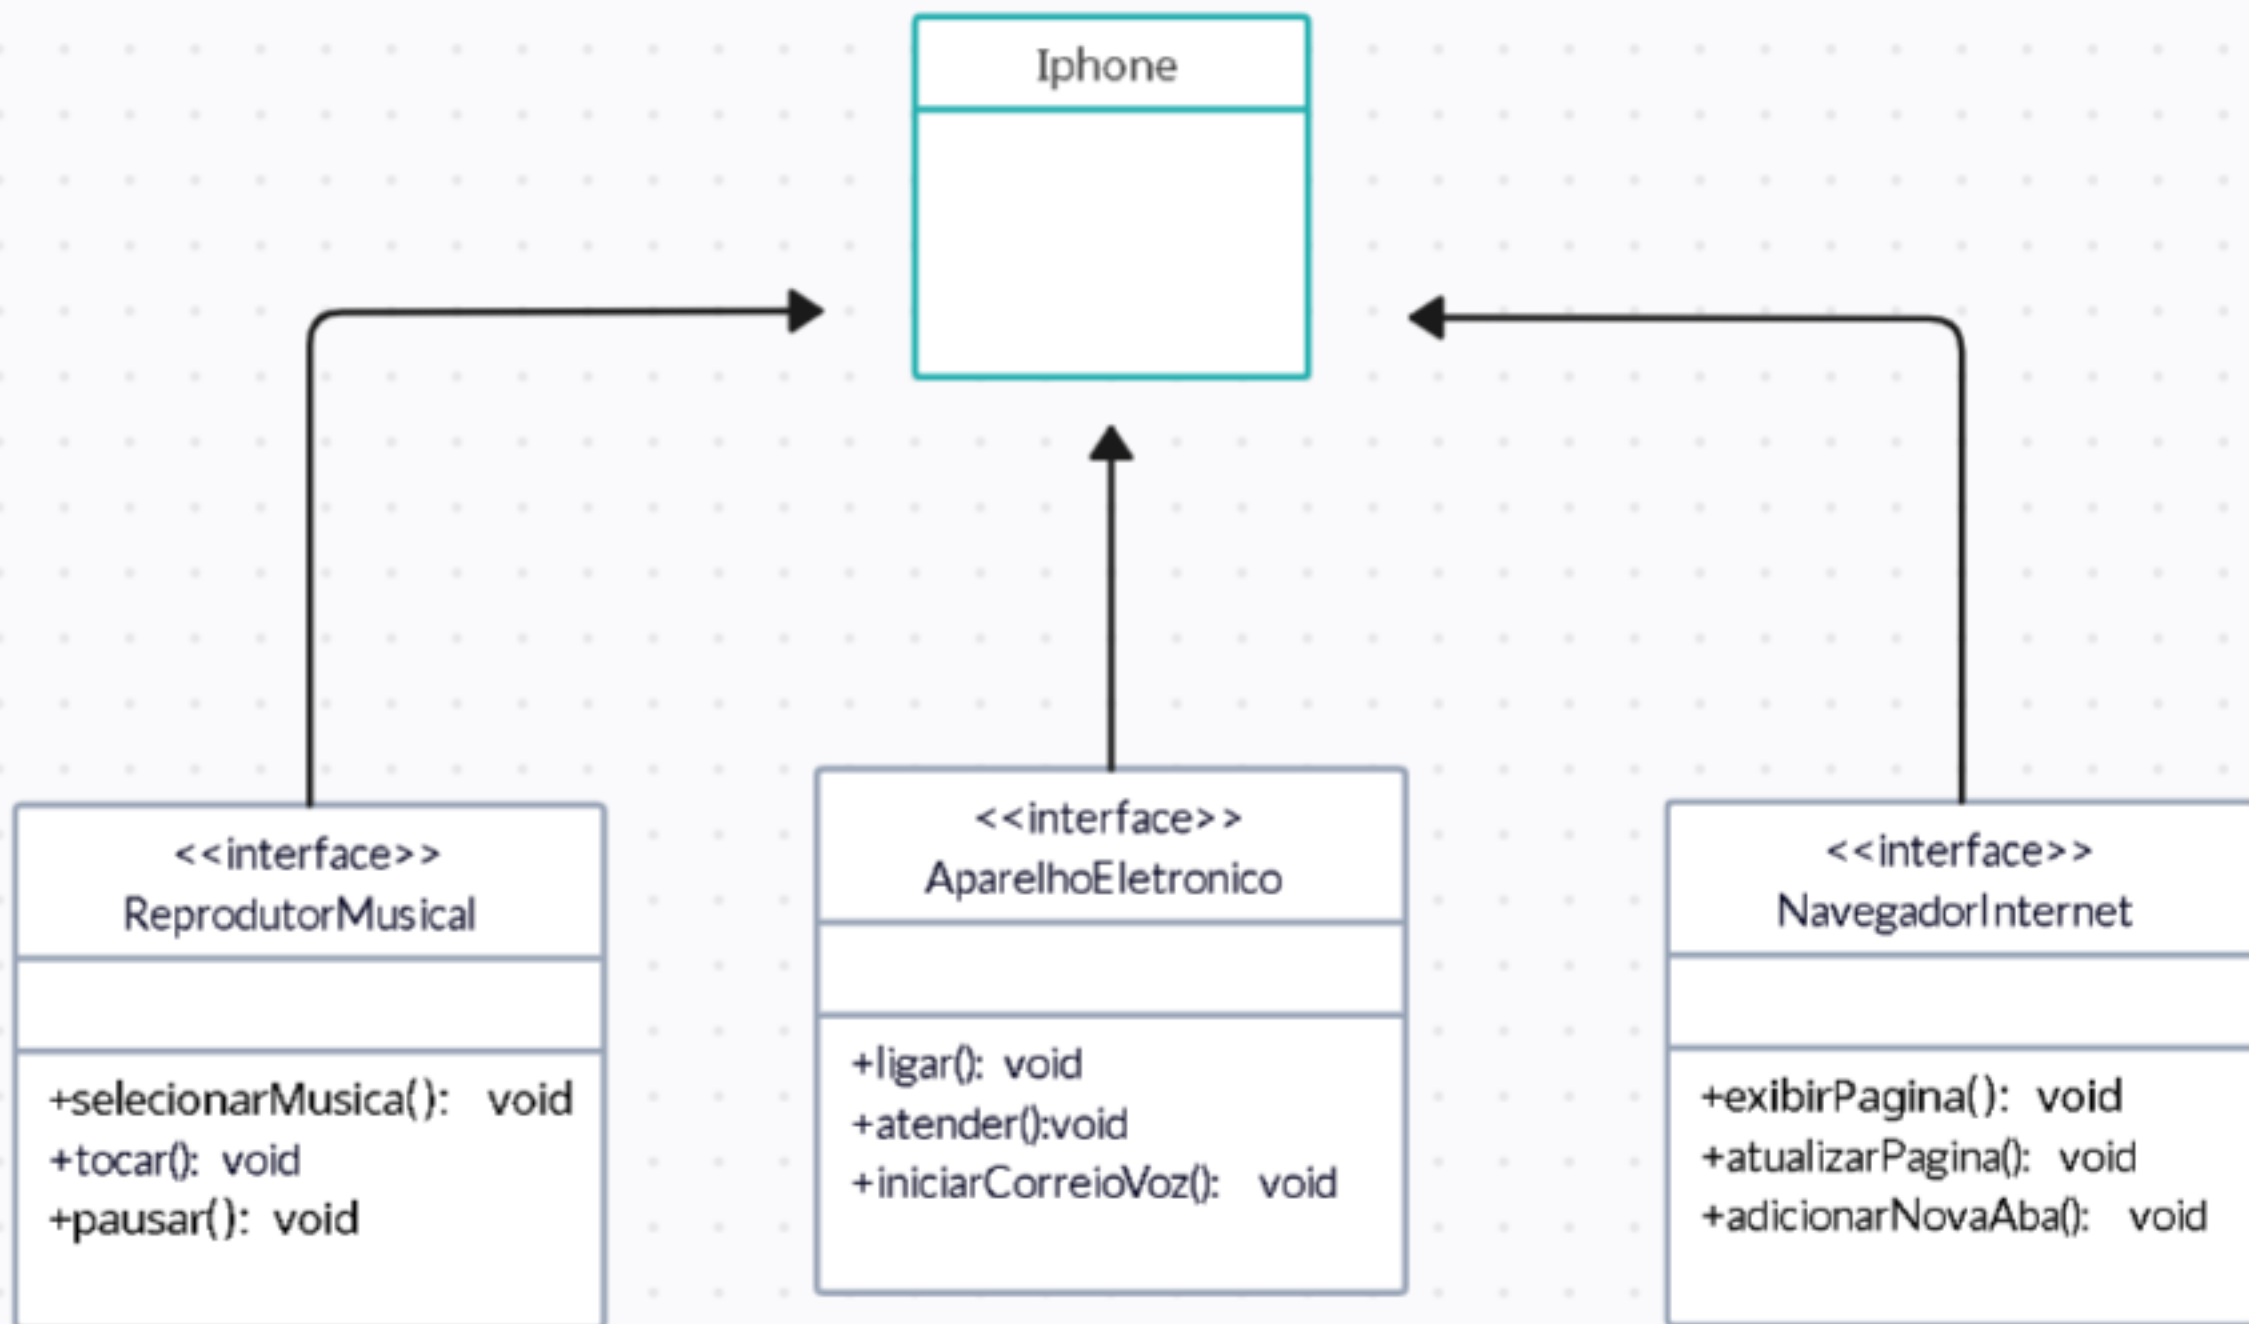 Iphone
<<interface>>
ReprodutorMusical
+selecionarMusica(): void
+tocar(): void
+pausar(): void
<<interface>>
AparelhoEletronico
+ligar(): void
+atender():void
+iniciarCorreioVoz(): void
<<interface>>
NavegadorInternet
+exibirPagina(): void
+atualizarPagina(): void
+adicionarNovaAba(): void